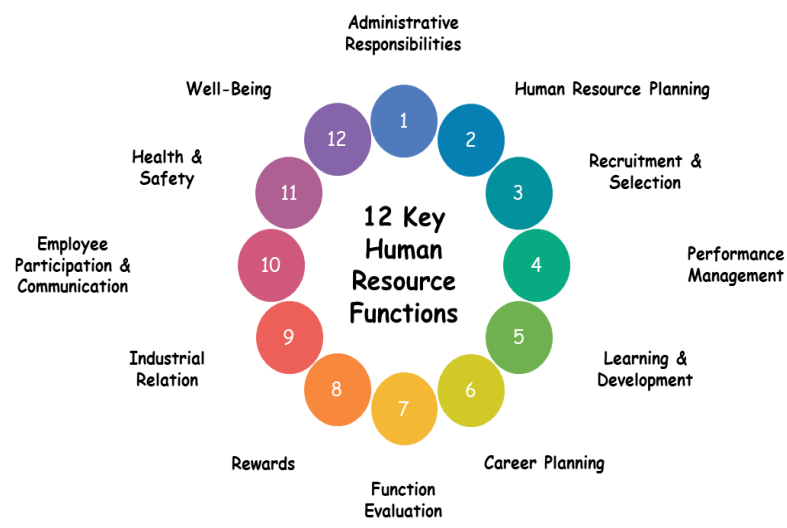 Administrative
Responsibilities
1
Human Resource Planning
2
Recruitment &
Selection
3
Performance
Management
4
Learning &
Development
5
Career Planning
6
Function
Evaluation
7
Rewards
8
Industrial
Relation
9
Employee
Participation &
Communication
10
Health &
Safety
11
Well-Being
12
12 Key
Human
Resource
Functions